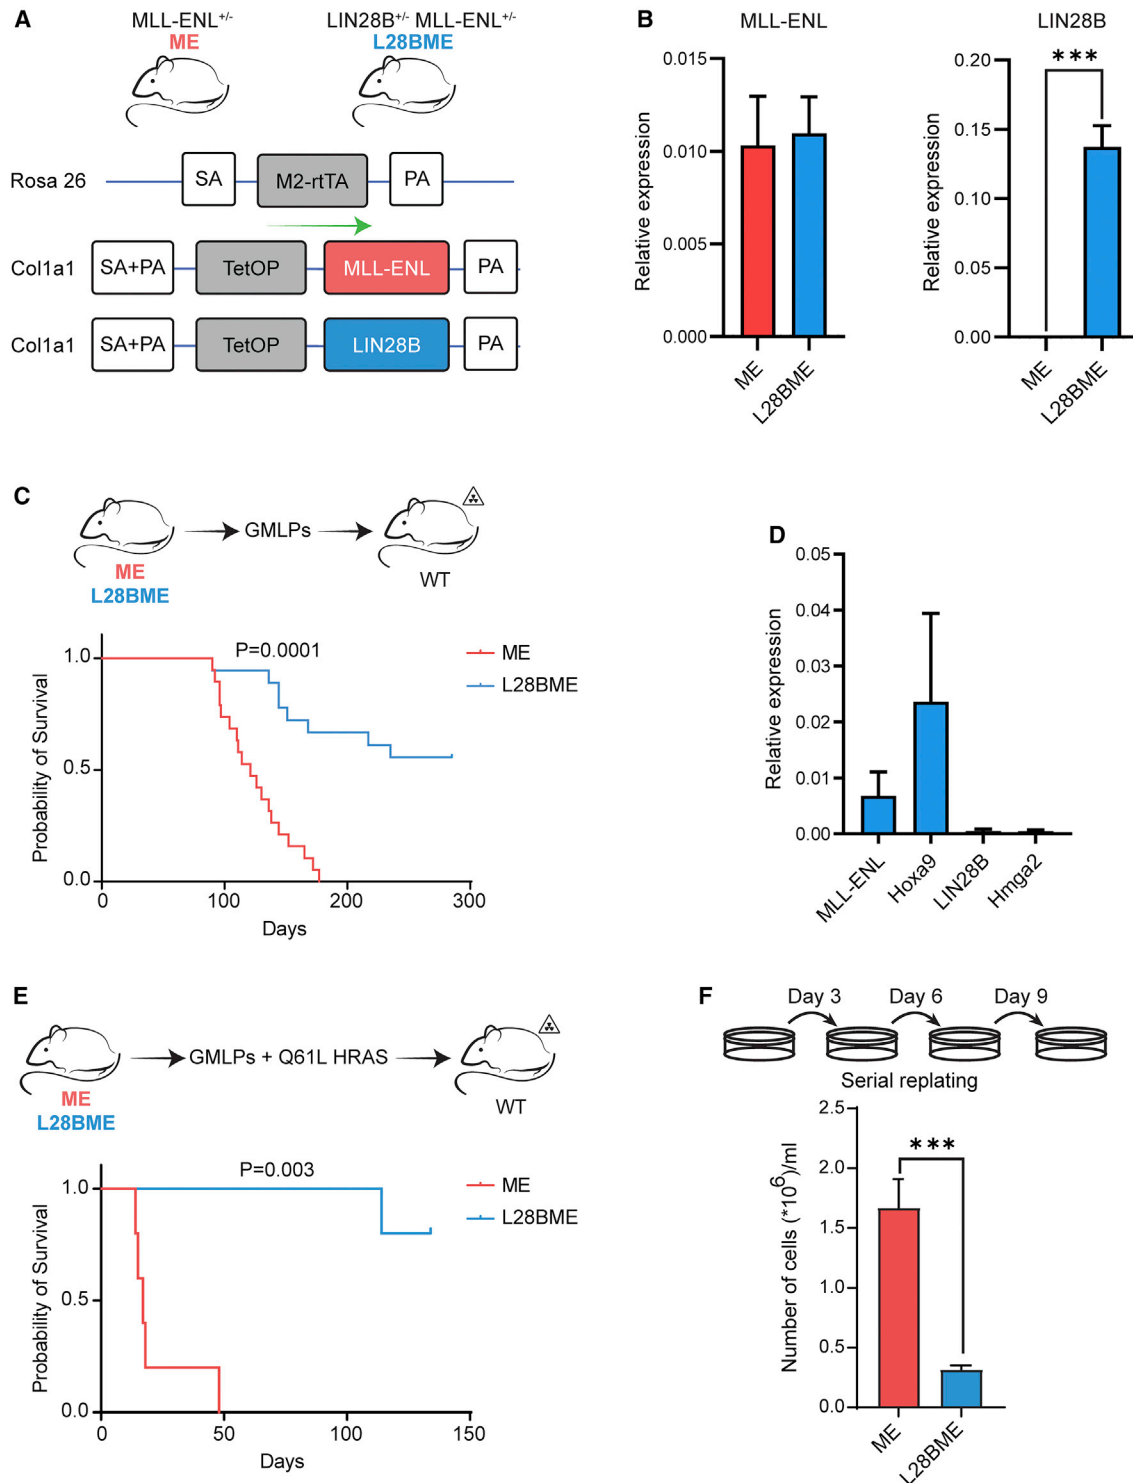 A
MLL-ENL+/-
ME
LIN28B+/- MLL-ENL+/-
L28BME
Rosa 26
SA
M2-rtTA
PA
Col1a1
SA+PA
TetOP
MLL-ENL
PA
Col1a1
SA+PA
TetOP
LIN28B
PA
B
MLL-ENL
Relative expression
0.015
0.010
0.005
0.000
ME
L28BME
LIN28B
***
Relative expression
0.20
0.15
0.10
0.05
0.00
ME
L28BME
C
ME
L28BME
GMLPs
WT
P=0.0001
ME
L28BME
Probability of Survival
1.0
0.5
0.0
0
100
200
300
Days
D
Relative expression
0.05
0.04
0.03
0.02
0.01
0.00
MLL-ENL
Hoxa9
LIN28B
Hmga2
E
ME
L28BME
GMLPs + Q61L HRAS
WT
P=0.003
ME
L28BME
Probability of Survival
1.0
0.5
0.0
0
50
100
150
Days
F
Day 3
Day 6
Day 9
Serial replating
***
Number of cells (*10^6)/ml
2.5
2.0
1.5
1.0
0.5
0.0
ME
L28BME